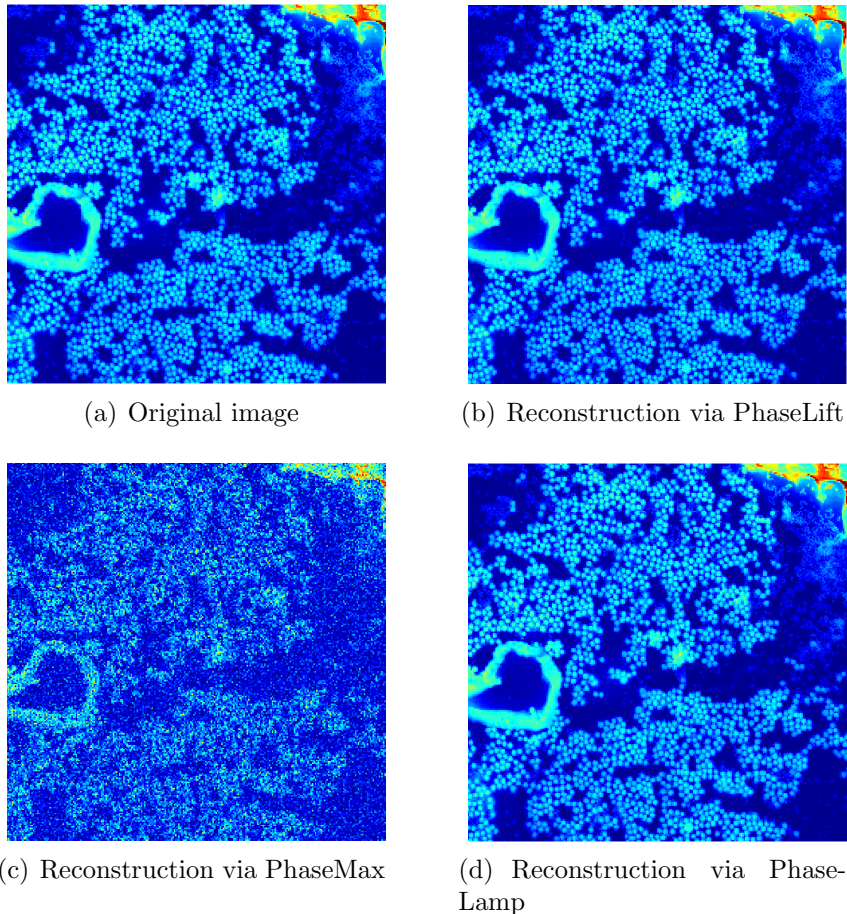 (a) Original image
(b) Reconstruction via PhaseLift
(c) Reconstruction via PhaseMax
(d) Reconstruction via Phase-
Lamp